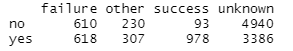 failure other success unknown
no 610 230 93 4940
yes 618 307 978 3386